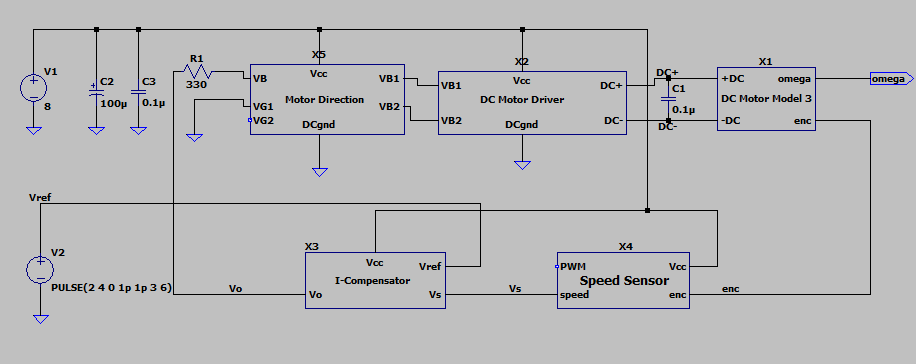 V1
8
C2
100µ
C3
0.1µ
R1
330
X5
Vcc
VB
VB1
Motor Direction
VG1
VB2
VG2
DCgnd
X2
Vcc
VB1
DC+
DC Motor Driver
VB2
DC-
DCgnd
DC+
C1
0.1µ
DC-
X1
+DC
omega
DC Motor Model 3
-DC
enc
omega
Vref
V2
PULSE(2 4 0 1p 1p 3 6)
Vo
X3
Vcc
Vref
I-Compensator
Vo
Vs
Vs
X4
PWM
Vcc
Speed Sensor
speed
enc
enc